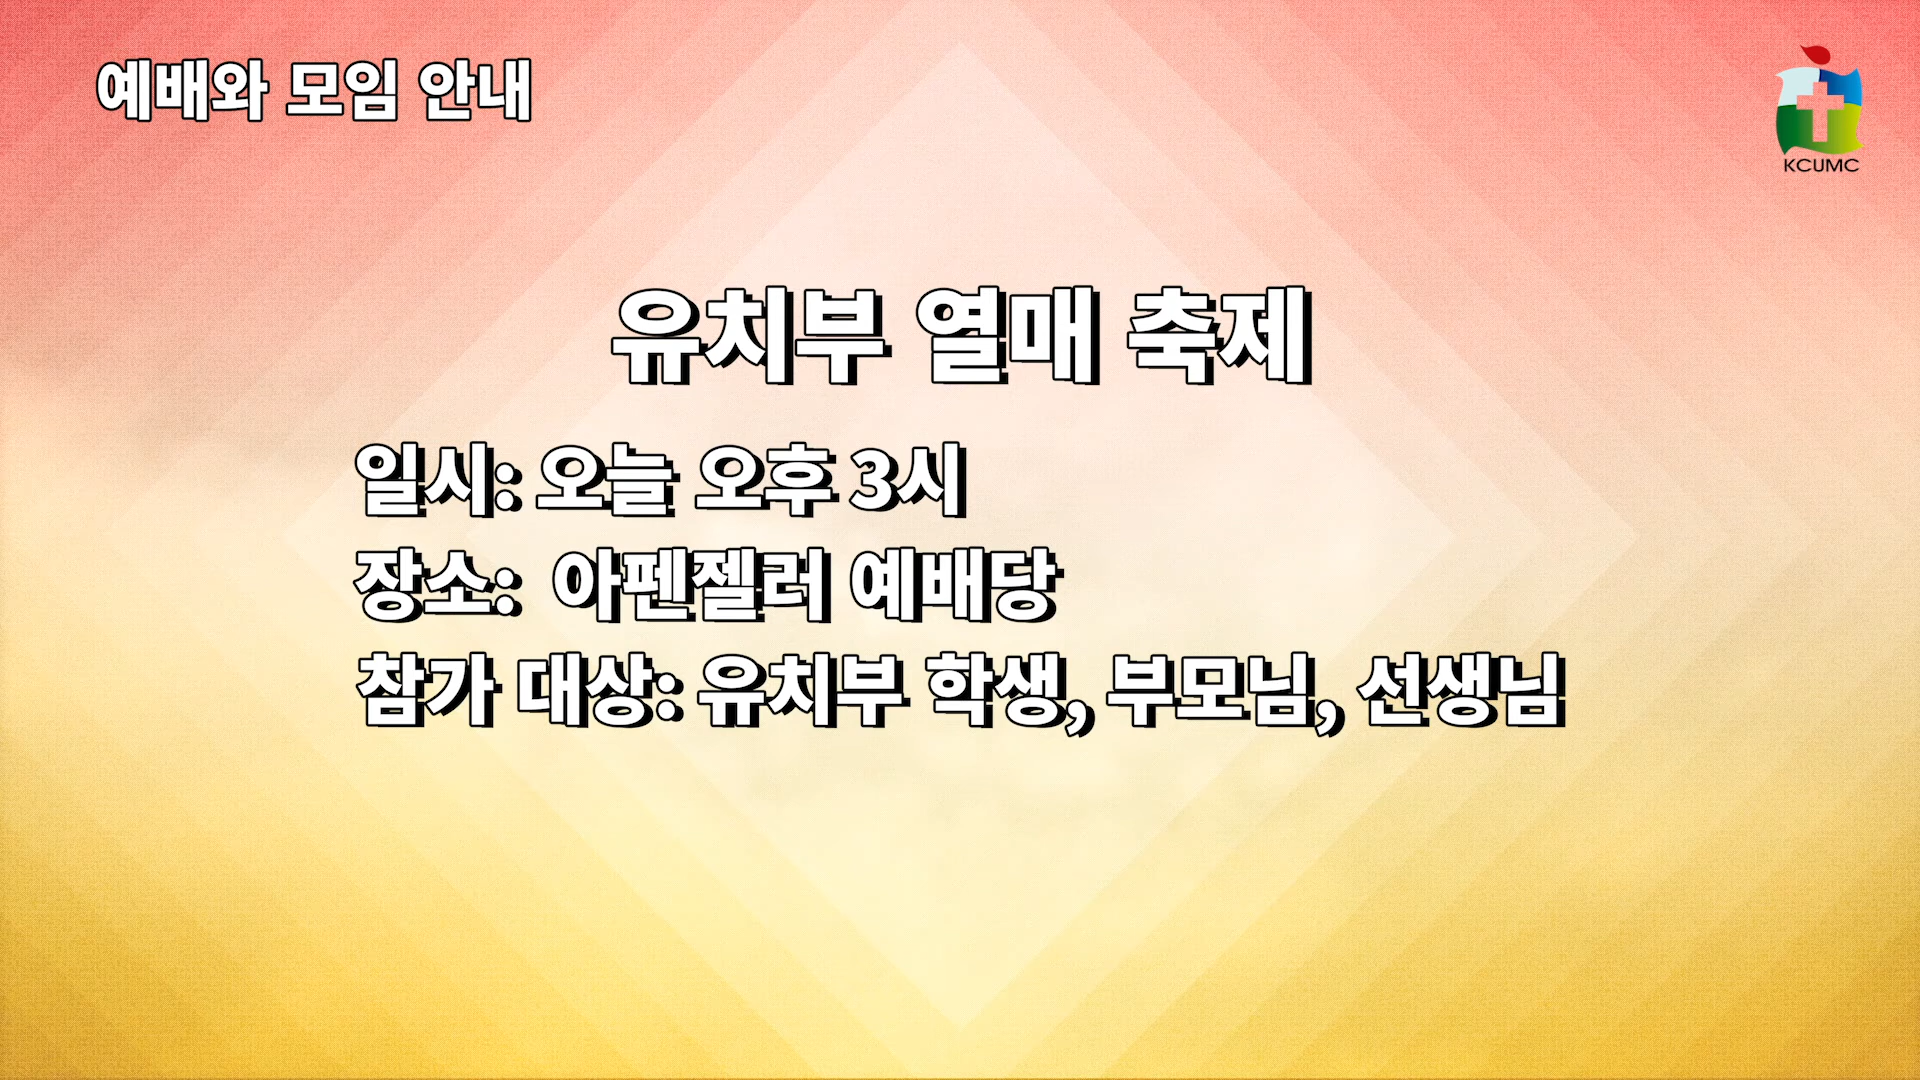 예배와 모임 안내
KCUMC
유치부 열매 축제
일시: 오늘 오후 3시
장소: 아펜젤러 예배당
참가 대상: 유치부 학생, 부모님, 선생님